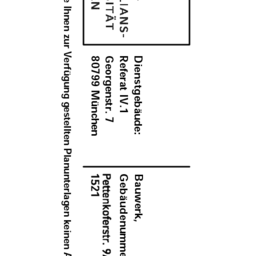 LIANS-
ITÄT
N
Dienstgebäude:
Referat IV.1
Georgenstr. 7
80799 München
Bauwerk,
Gebäudenumme
Pettenkoferstr. 9,
1521
e Ihnen zur Verfügung gestellten Planunterlagen keinen A